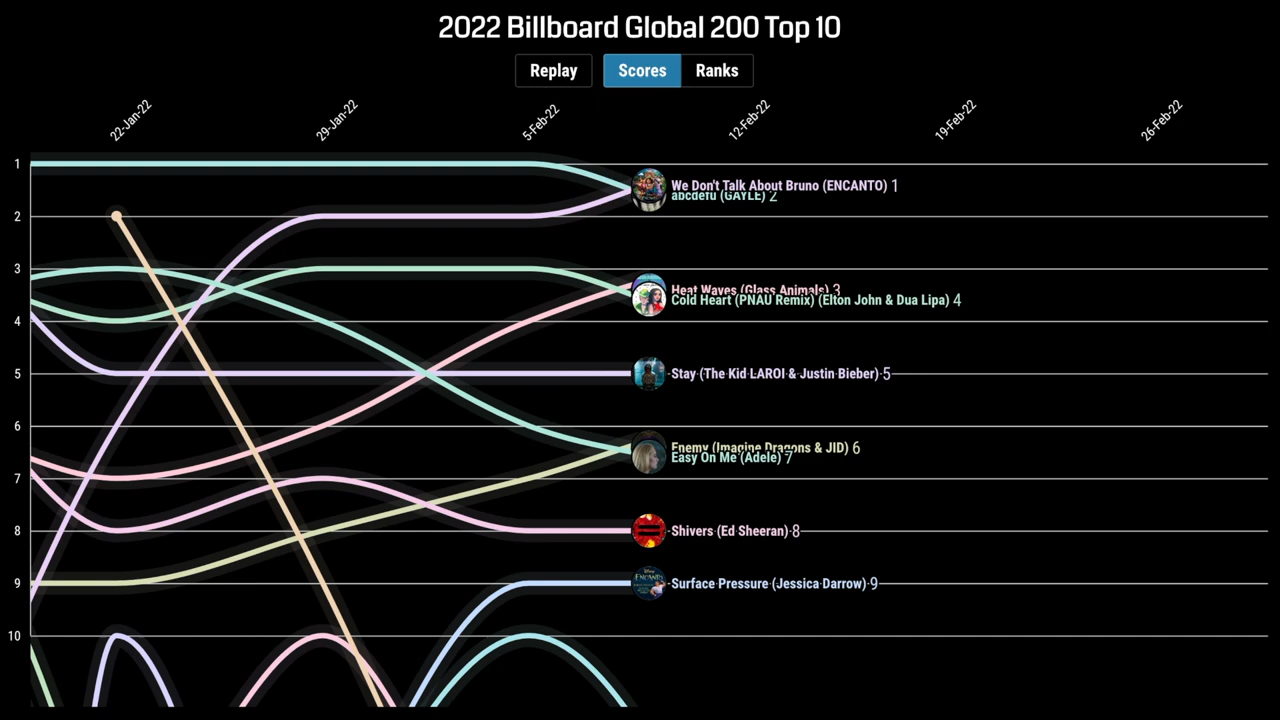 2022 Billboard Global 200 Top 10
Replay
Scores
Ranks
22-Jan-22
29-Jan-22
5-Feb-22
12-Feb-22
19-Feb-22
26-Feb-22
1
We Don't Talk About Bruno (ENCANTO) 1
abcdefu (GAYLE) 2
2
3
Heat Waves (Glass Animals) 3
Cold Heart (PNAU Remix) (Elton John & Dua Lipa) 4
4
5
Stay (The Kid LAROI & Justin Bieber) 5
6
Enemy (Imagine Dragons & JID) 6
Easy On Me (Adele) 7
7
8
Shivers (Ed Sheeran) 8
9
ENCANTO
Surface Pressure (Jessica Darrow) 9
10